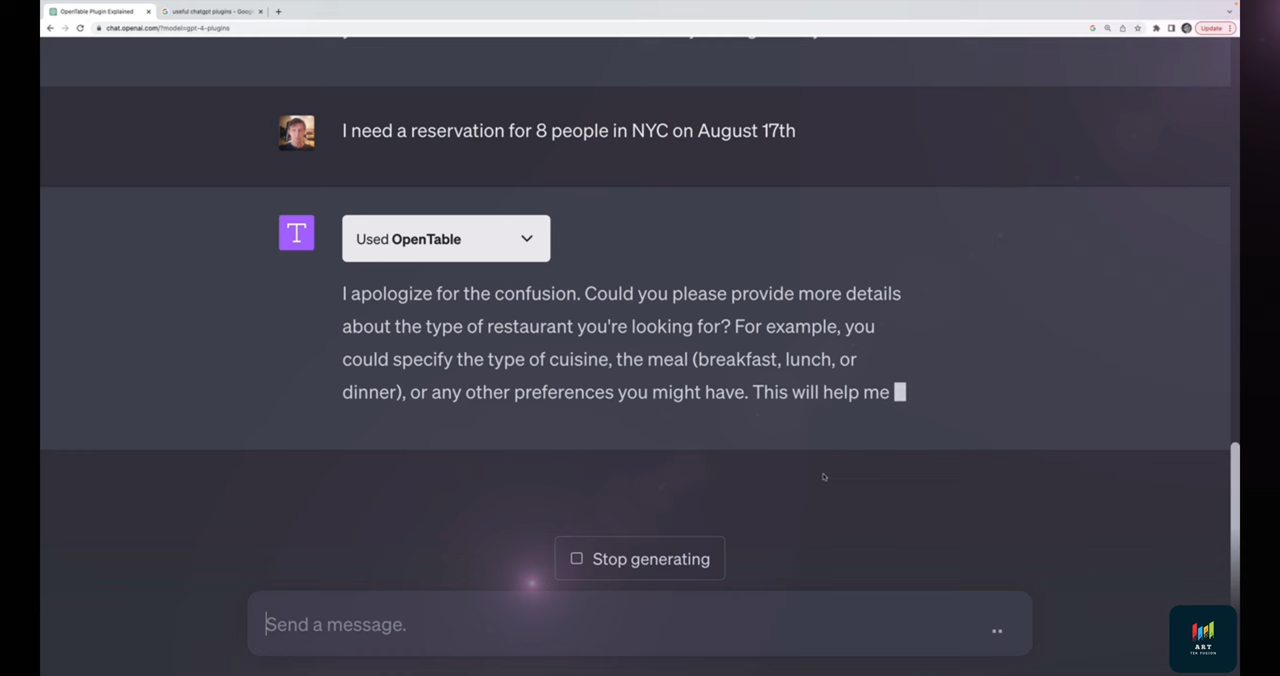 OpenTable Plugin Explained
useful chatgpt plugins - Goog
chat.openai.com/?model=gpt-4-plugins
Update
I need a reservation for 8 people in NYC on August 17th
T
Used OpenTable
I apologize for the confusion. Could you please provide more details
about the type of restaurant you're looking for? For example, you
could specify the type of cuisine, the meal (breakfast, lunch, or
dinner), or any other preferences you might have. This will help me
Stop generating
Send a message.
ART
TEK FUSION